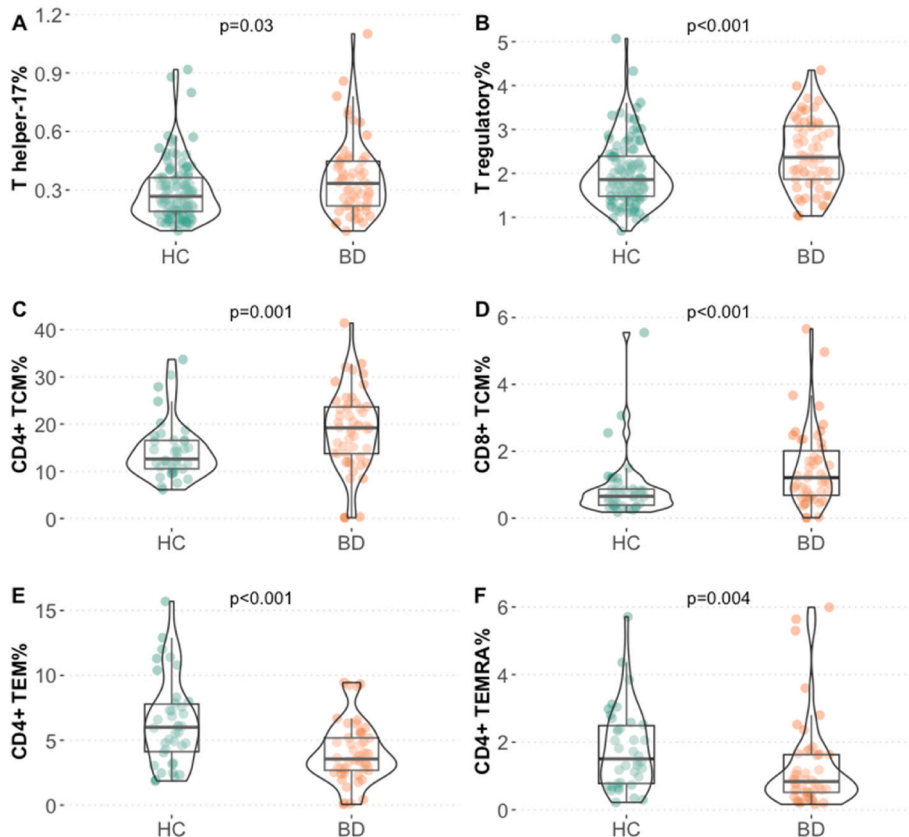 A
T helper-17%
p=0.03
1.2
0.9
0.6
0.3
HC
BD
B
T regulatory%
p<0.001
5
4
3
2
1
HC
BD
C
CD4+ TCM%
p=0.001
40
30
20
10
0
HC
BD
D
CD8+ TCM%
p<0.001
6
4
2
0
HC
BD
E
CD4+ TEM%
p<0.001
15
10
5
0
HC
BD
F
CD4+ TEMRA%
p=0.004
6
4
2
0
HC
BD